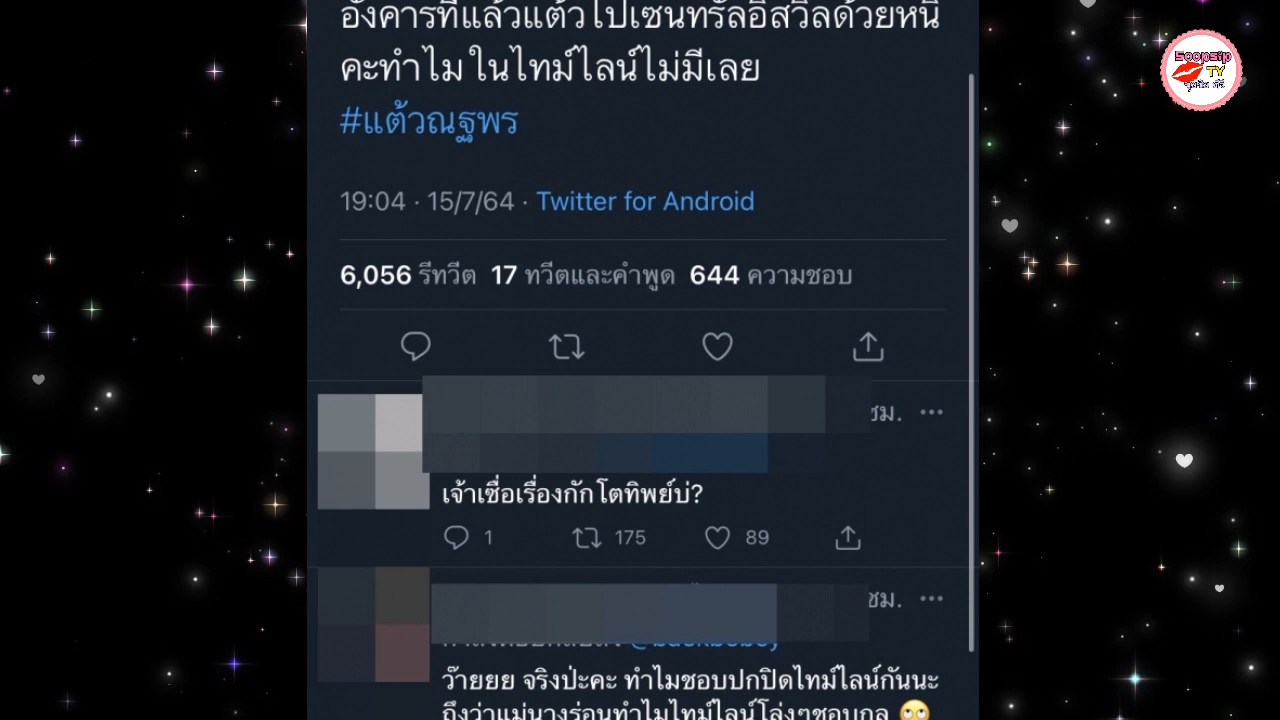 อังคารที่แล้วแต้วไปเซนทรัลอีสวิลด้วยหนิ
คะทำไมในไทม์ไลน์ไม่มีเลย
#แต้วณฐพร
19:04 · 15/7/64 · Twitter for Android
6,056 รีทวีต 17 ทวีตและคำพูด 644 ความชอบ
ชม.
เจ้าเซื่อเรื่องกักโตทิพย์บ่?
1 175 89
ชม.
ว๊ายยย จริงป่ะคะ ทำไมชอบปกปิดไทม์ไลน์กันนะ
ถึงว่าแม่นางร่อนทำไมไทม์ไลน์โล่งๆชอบกล 🙄
Soopsip
TV
ซุบซิบ ทีวี